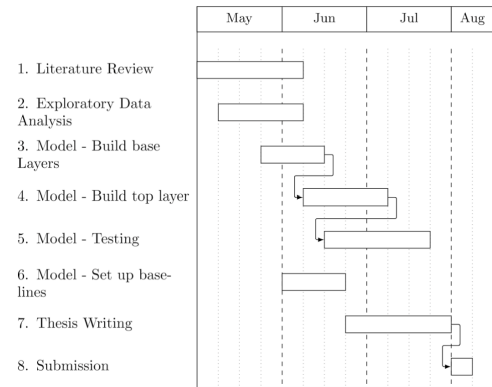 May Jun Jul Aug
1. Literature Review
2. Exploratory Data
Analysis
3. Model - Build base
Layers
4. Model - Build top layer
5. Model - Testing
6. Model - Set up base-
lines
7. Thesis Writing
8. Submission